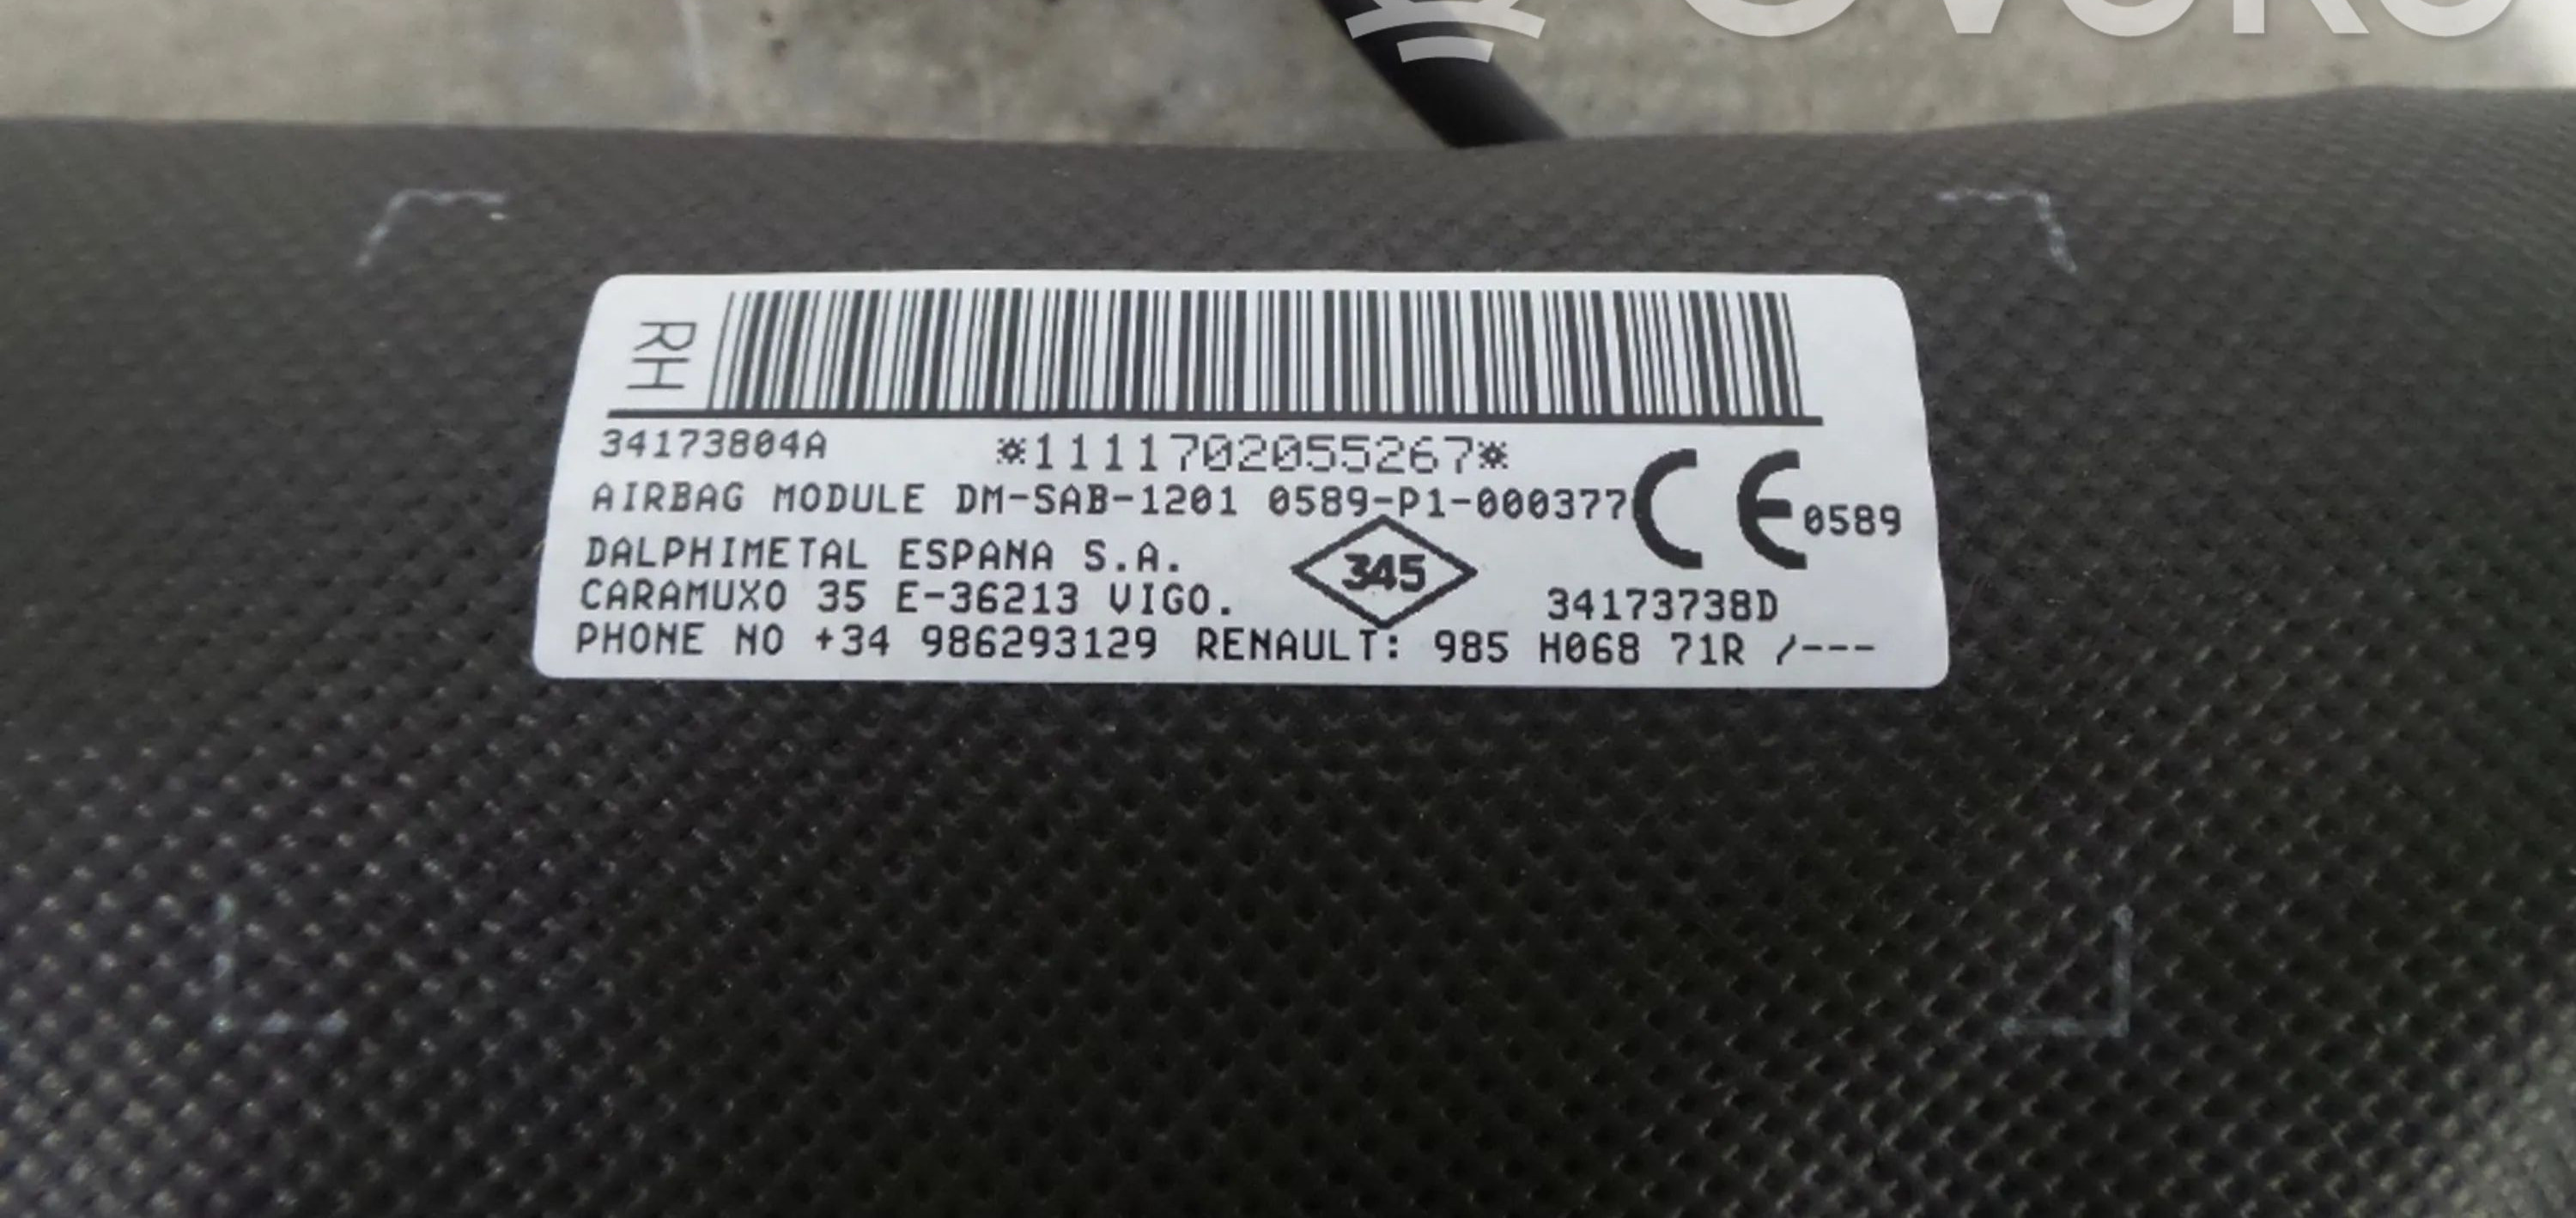 RH
34173804A *1111702055267*
AIRBAG MODULE DM-SAB-1201 0589-P1-000377 CE 0589
DALPHIMETAL ESPANA S.A.
345
CARAMUXO 35 E-36213 VIGO. 34173738D
PHONE NO +34 986293129 RENAULT: 985 H068 71R /---